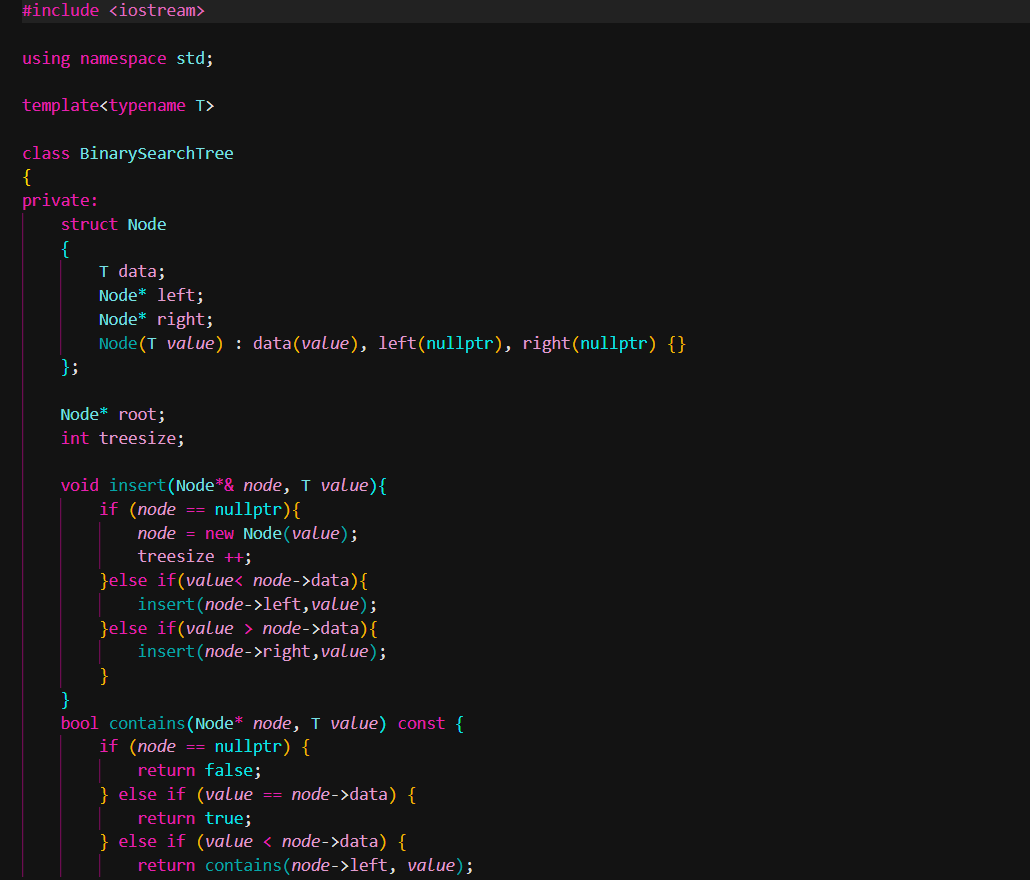 #include <iostream>
using namespace std;
template<typename T>
class BinarySearchTree
{
private:
    struct Node
    {
        T data;
        Node* left;
        Node* right;
        Node(T value) : data(value), left(nullptr), right(nullptr) {}
    };
    Node* root;
    int treesize;
    void insert(Node*& node, T value){
        if (node == nullptr){
            node = new Node(value);
            treesize ++;
        }else if(value< node->data){
            insert(node->left,value);
        }else if(value > node->data){
            insert(node->right,value);
        }
    }
    bool contains(Node* node, T value) const {
        if (node == nullptr) {
            return false;
        } else if (value == node->data) {
            return true;
        } else if (value < node->data) {
            return contains(node->left, value);